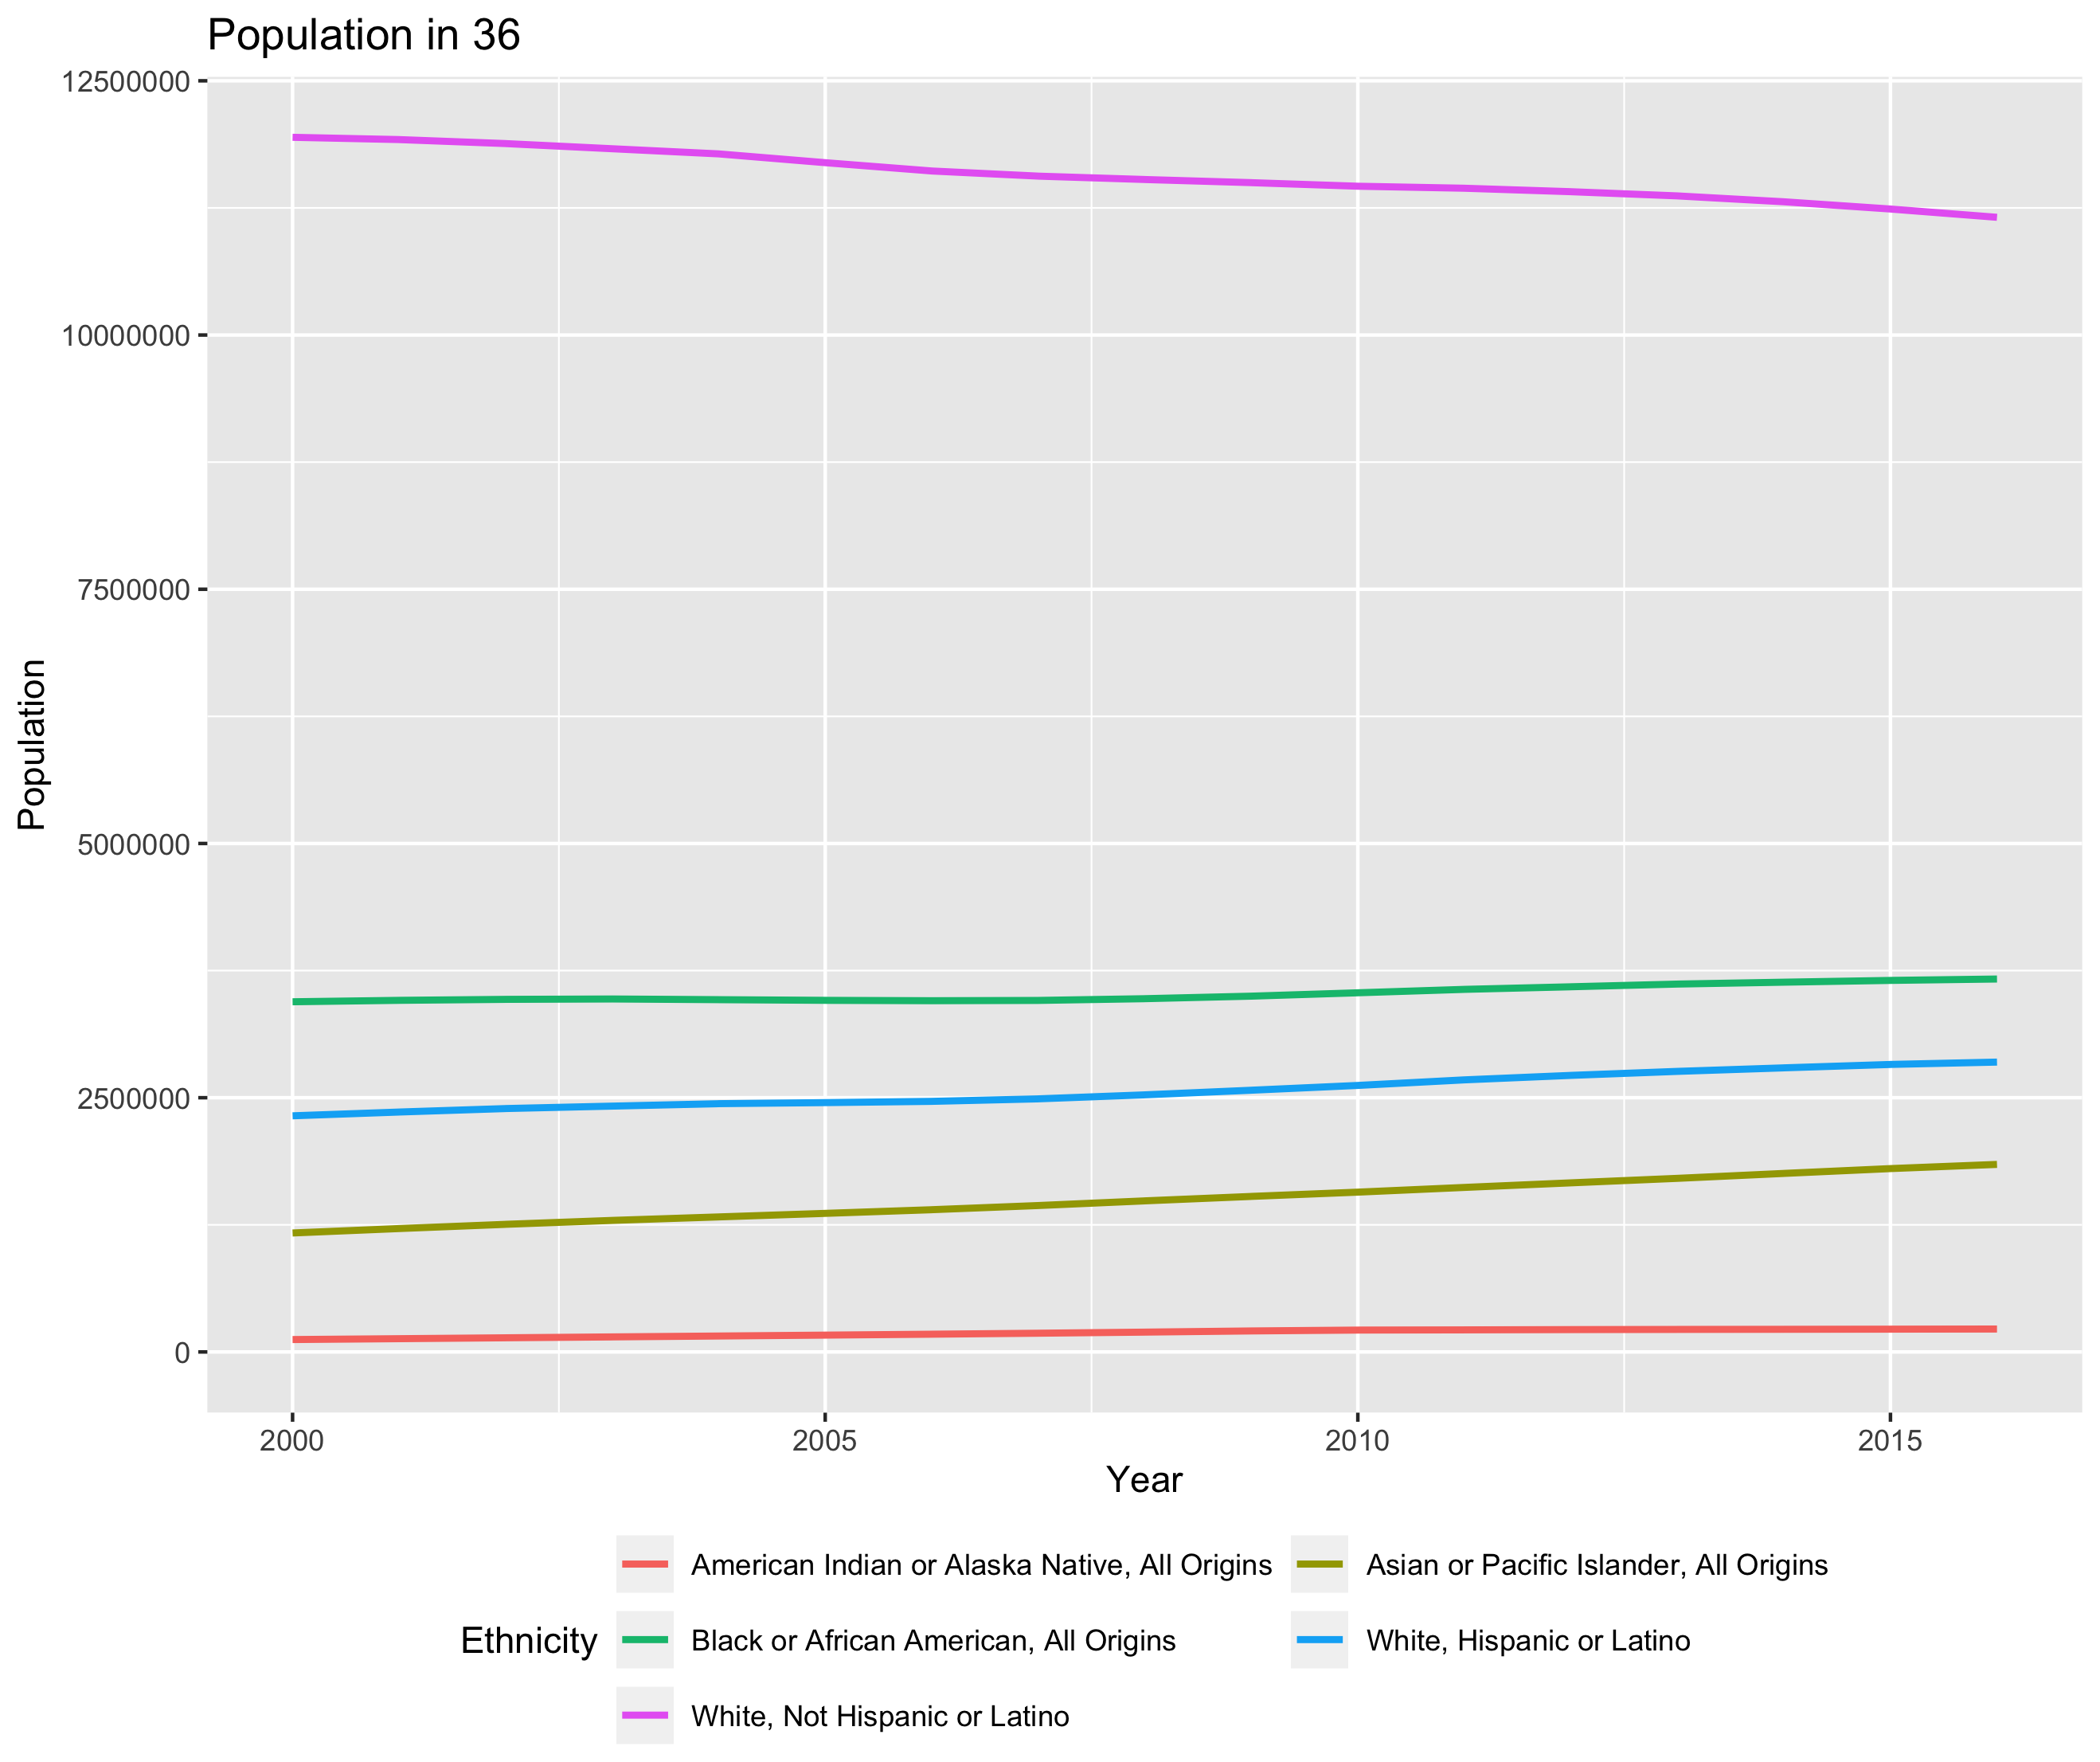 Population in 36
12500000
10000000
7500000
5000000
2500000
0
Population
2000 2005 2010 2015
Year
Ethnicity
American Indian or Alaska Native, All Origins
Asian or Pacific Islander, All Origins
Black or African American, All Origins
White, Hispanic or Latino
White, Not Hispanic or Latino